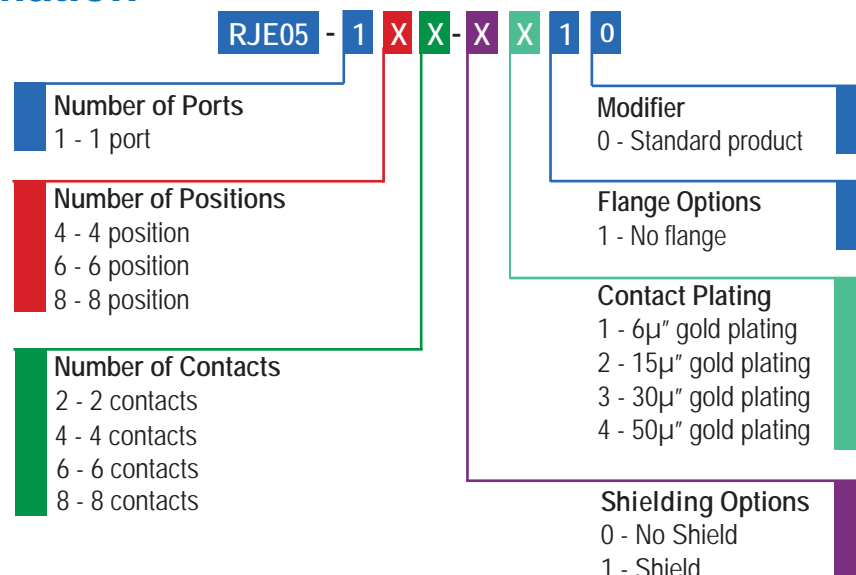 RJE05 - 1 X X - X X 1 0
Number of Ports
1 - 1 port
Number of Positions
4 - 4 position
6 - 6 position
8 - 8 position
Number of Contacts
2 - 2 contacts
4 - 4 contacts
6 - 6 contacts
8 - 8 contacts
Modifier
0 - Standard product
Flange Options
1 - No flange
Contact Plating
1 - 6µ" gold plating
2 - 15µ" gold plating
3 - 30µ" gold plating
4 - 50µ" gold plating
Shielding Options
0 - No Shield
1 - Shield